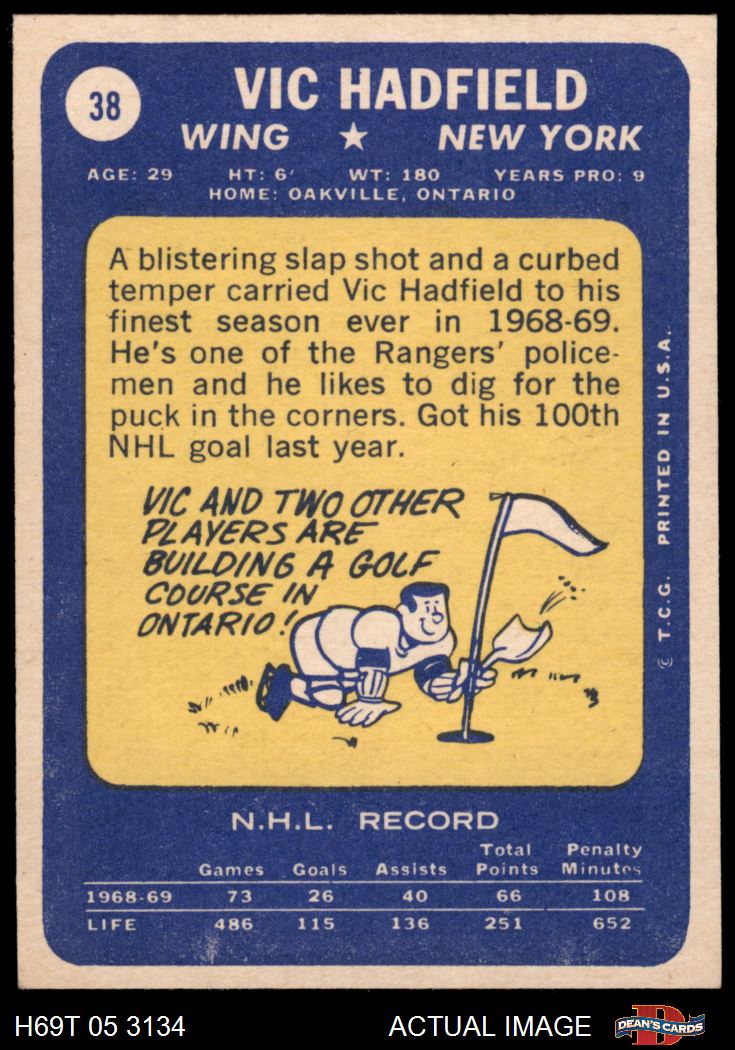 38
VIC HADFIELD
WING ★ NEW YORK
AGE: 29 HT: 6' WT: 180 YEARS PRO: 9
HOME: OAKVILLE, ONTARIO
A blistering slap shot and a curbed
temper carried Vic Hadfield to his
finest season ever in 1968-69.
He's one of the Rangers' police-
men and he likes to dig for the
puck in the corners. Got his 100th
NHL goal last year.
VIC AND TWO OTHER
PLAYERS ARE
BUILDING A GOLF
COURSE IN
ONTARIO!
© T.C.G. PRINTED IN U.S.A.
N.H.L. RECORD
Total Penalty
Games Goals Assists Points Minutes
1968-69 73 26 40 66 108
LIFE 486 115 136 251 652
H69T 05 3134 ACTUAL IMAGE
D
DEAN'S CARDS